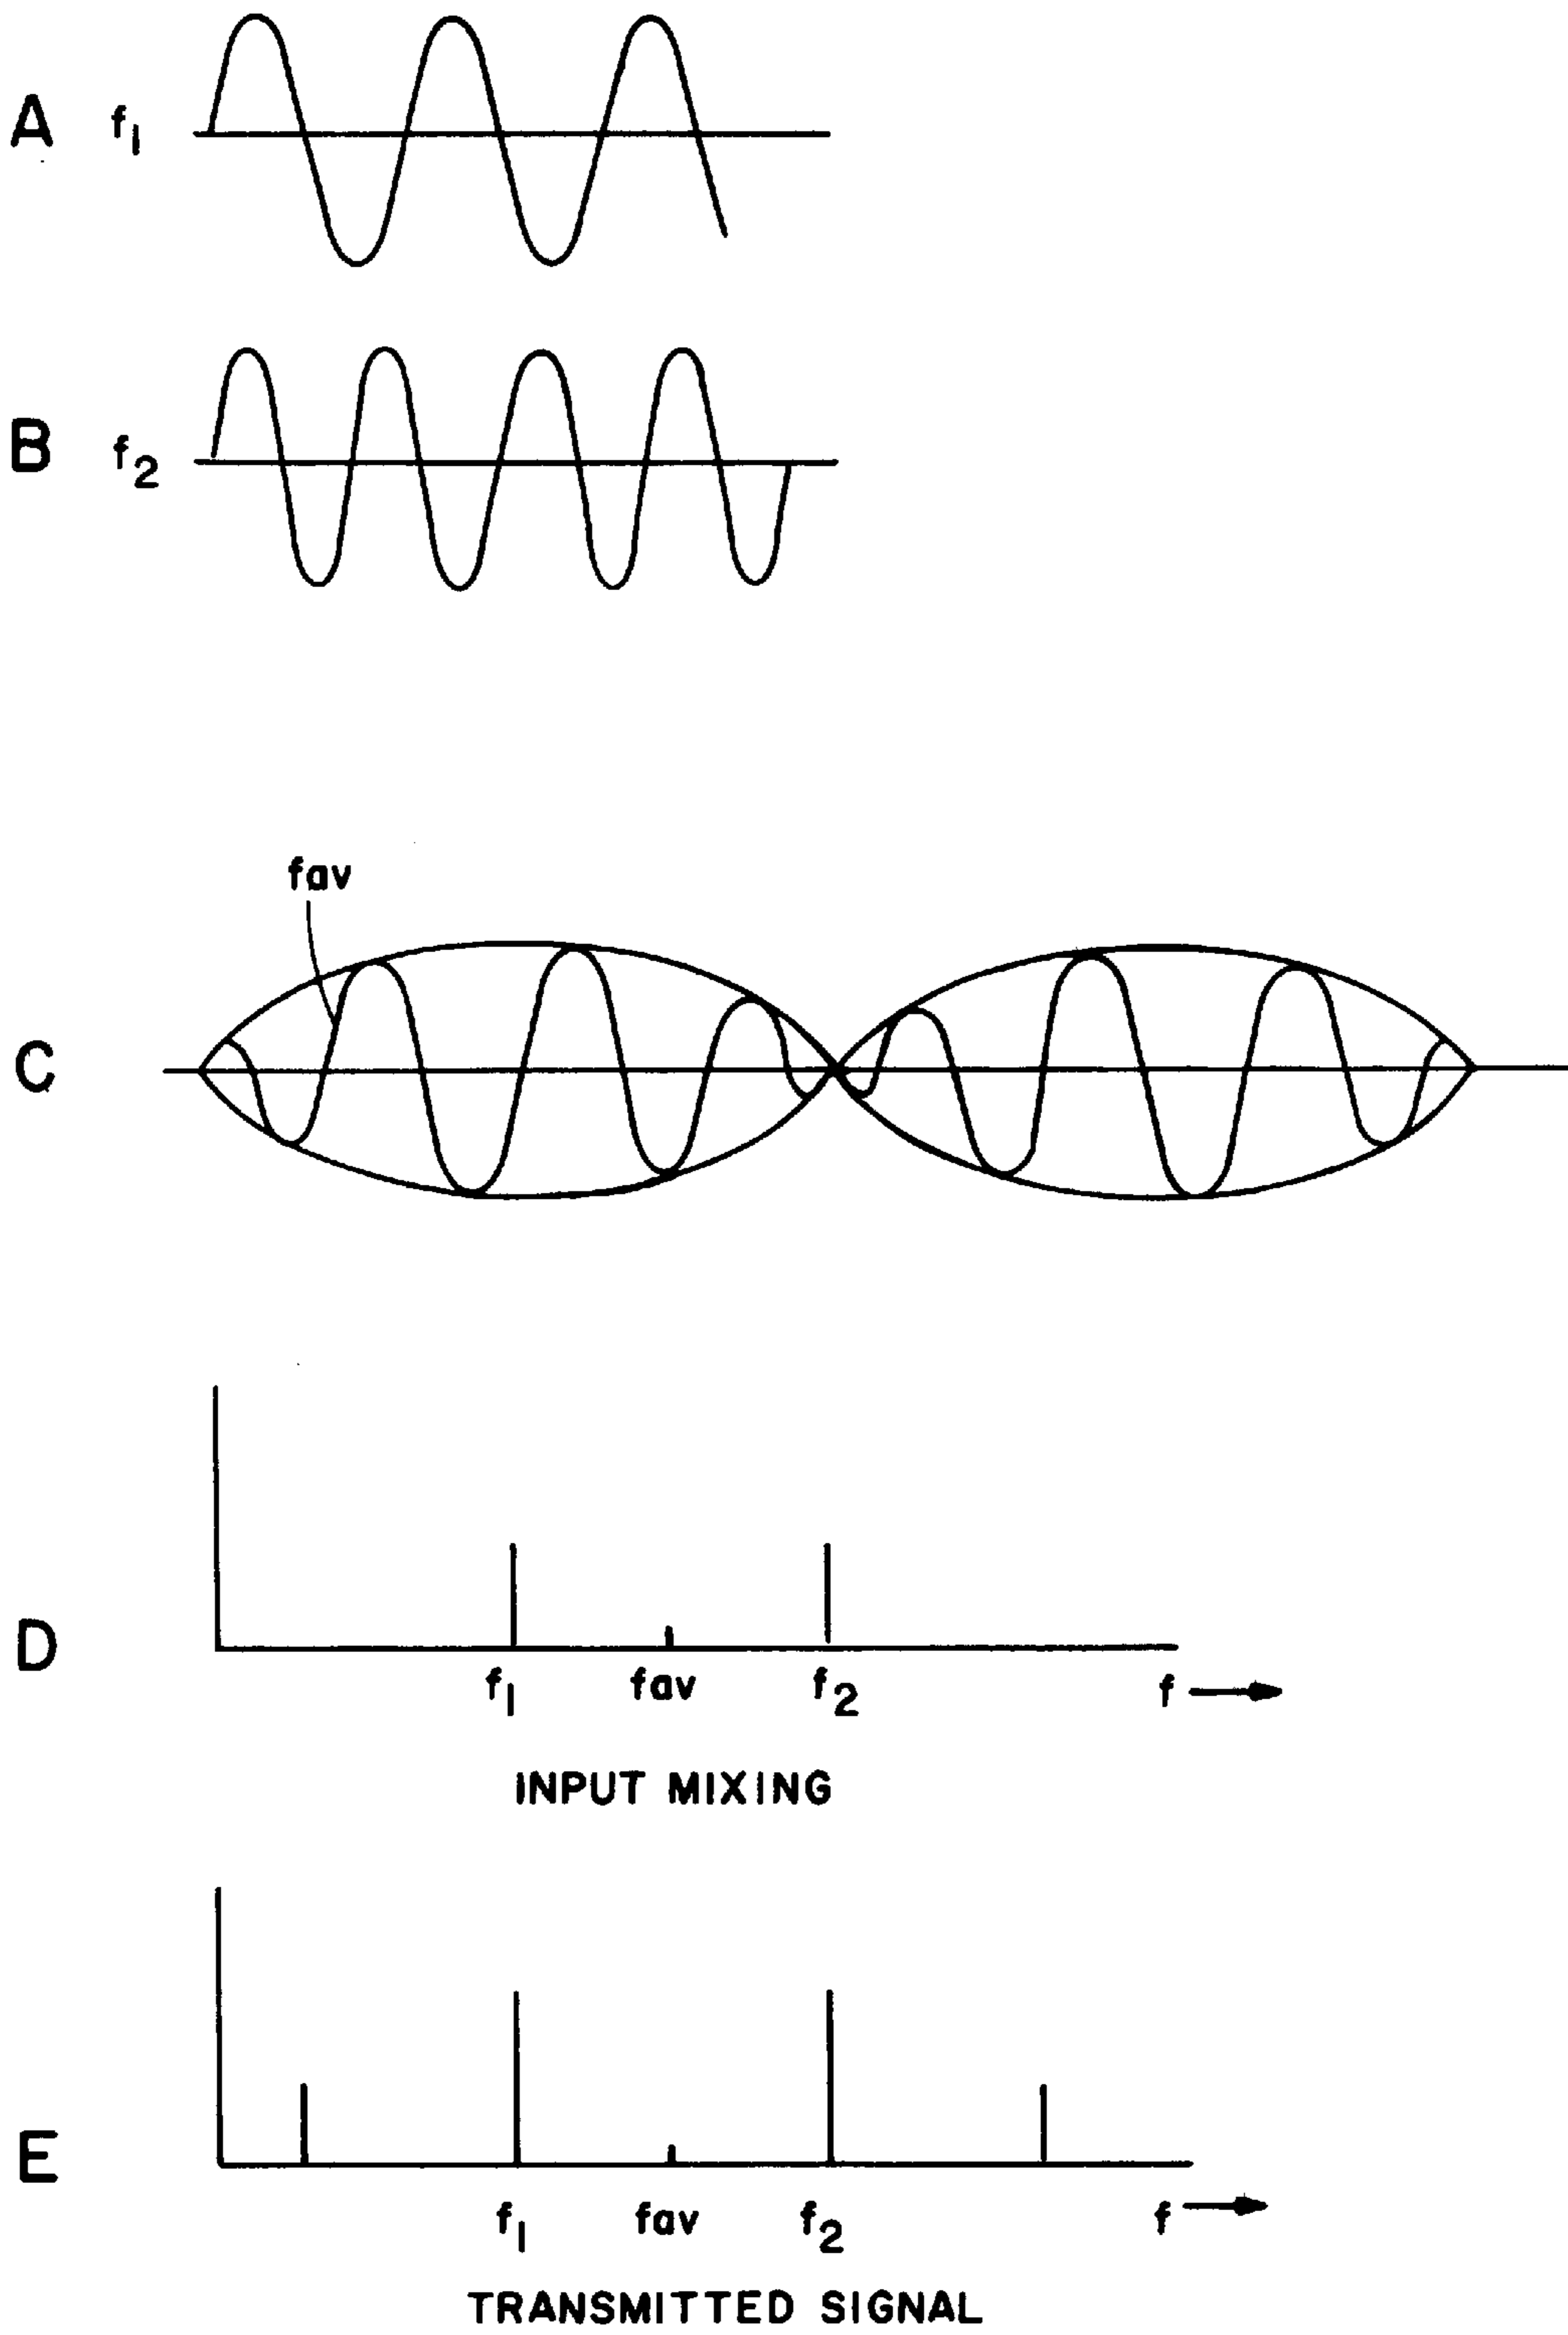 A f1
B f2
fav
C
D
f1 fav f2 f
INPUT MIXING
E
f1 fav f2 f
TRANSMITTED SIGNAL